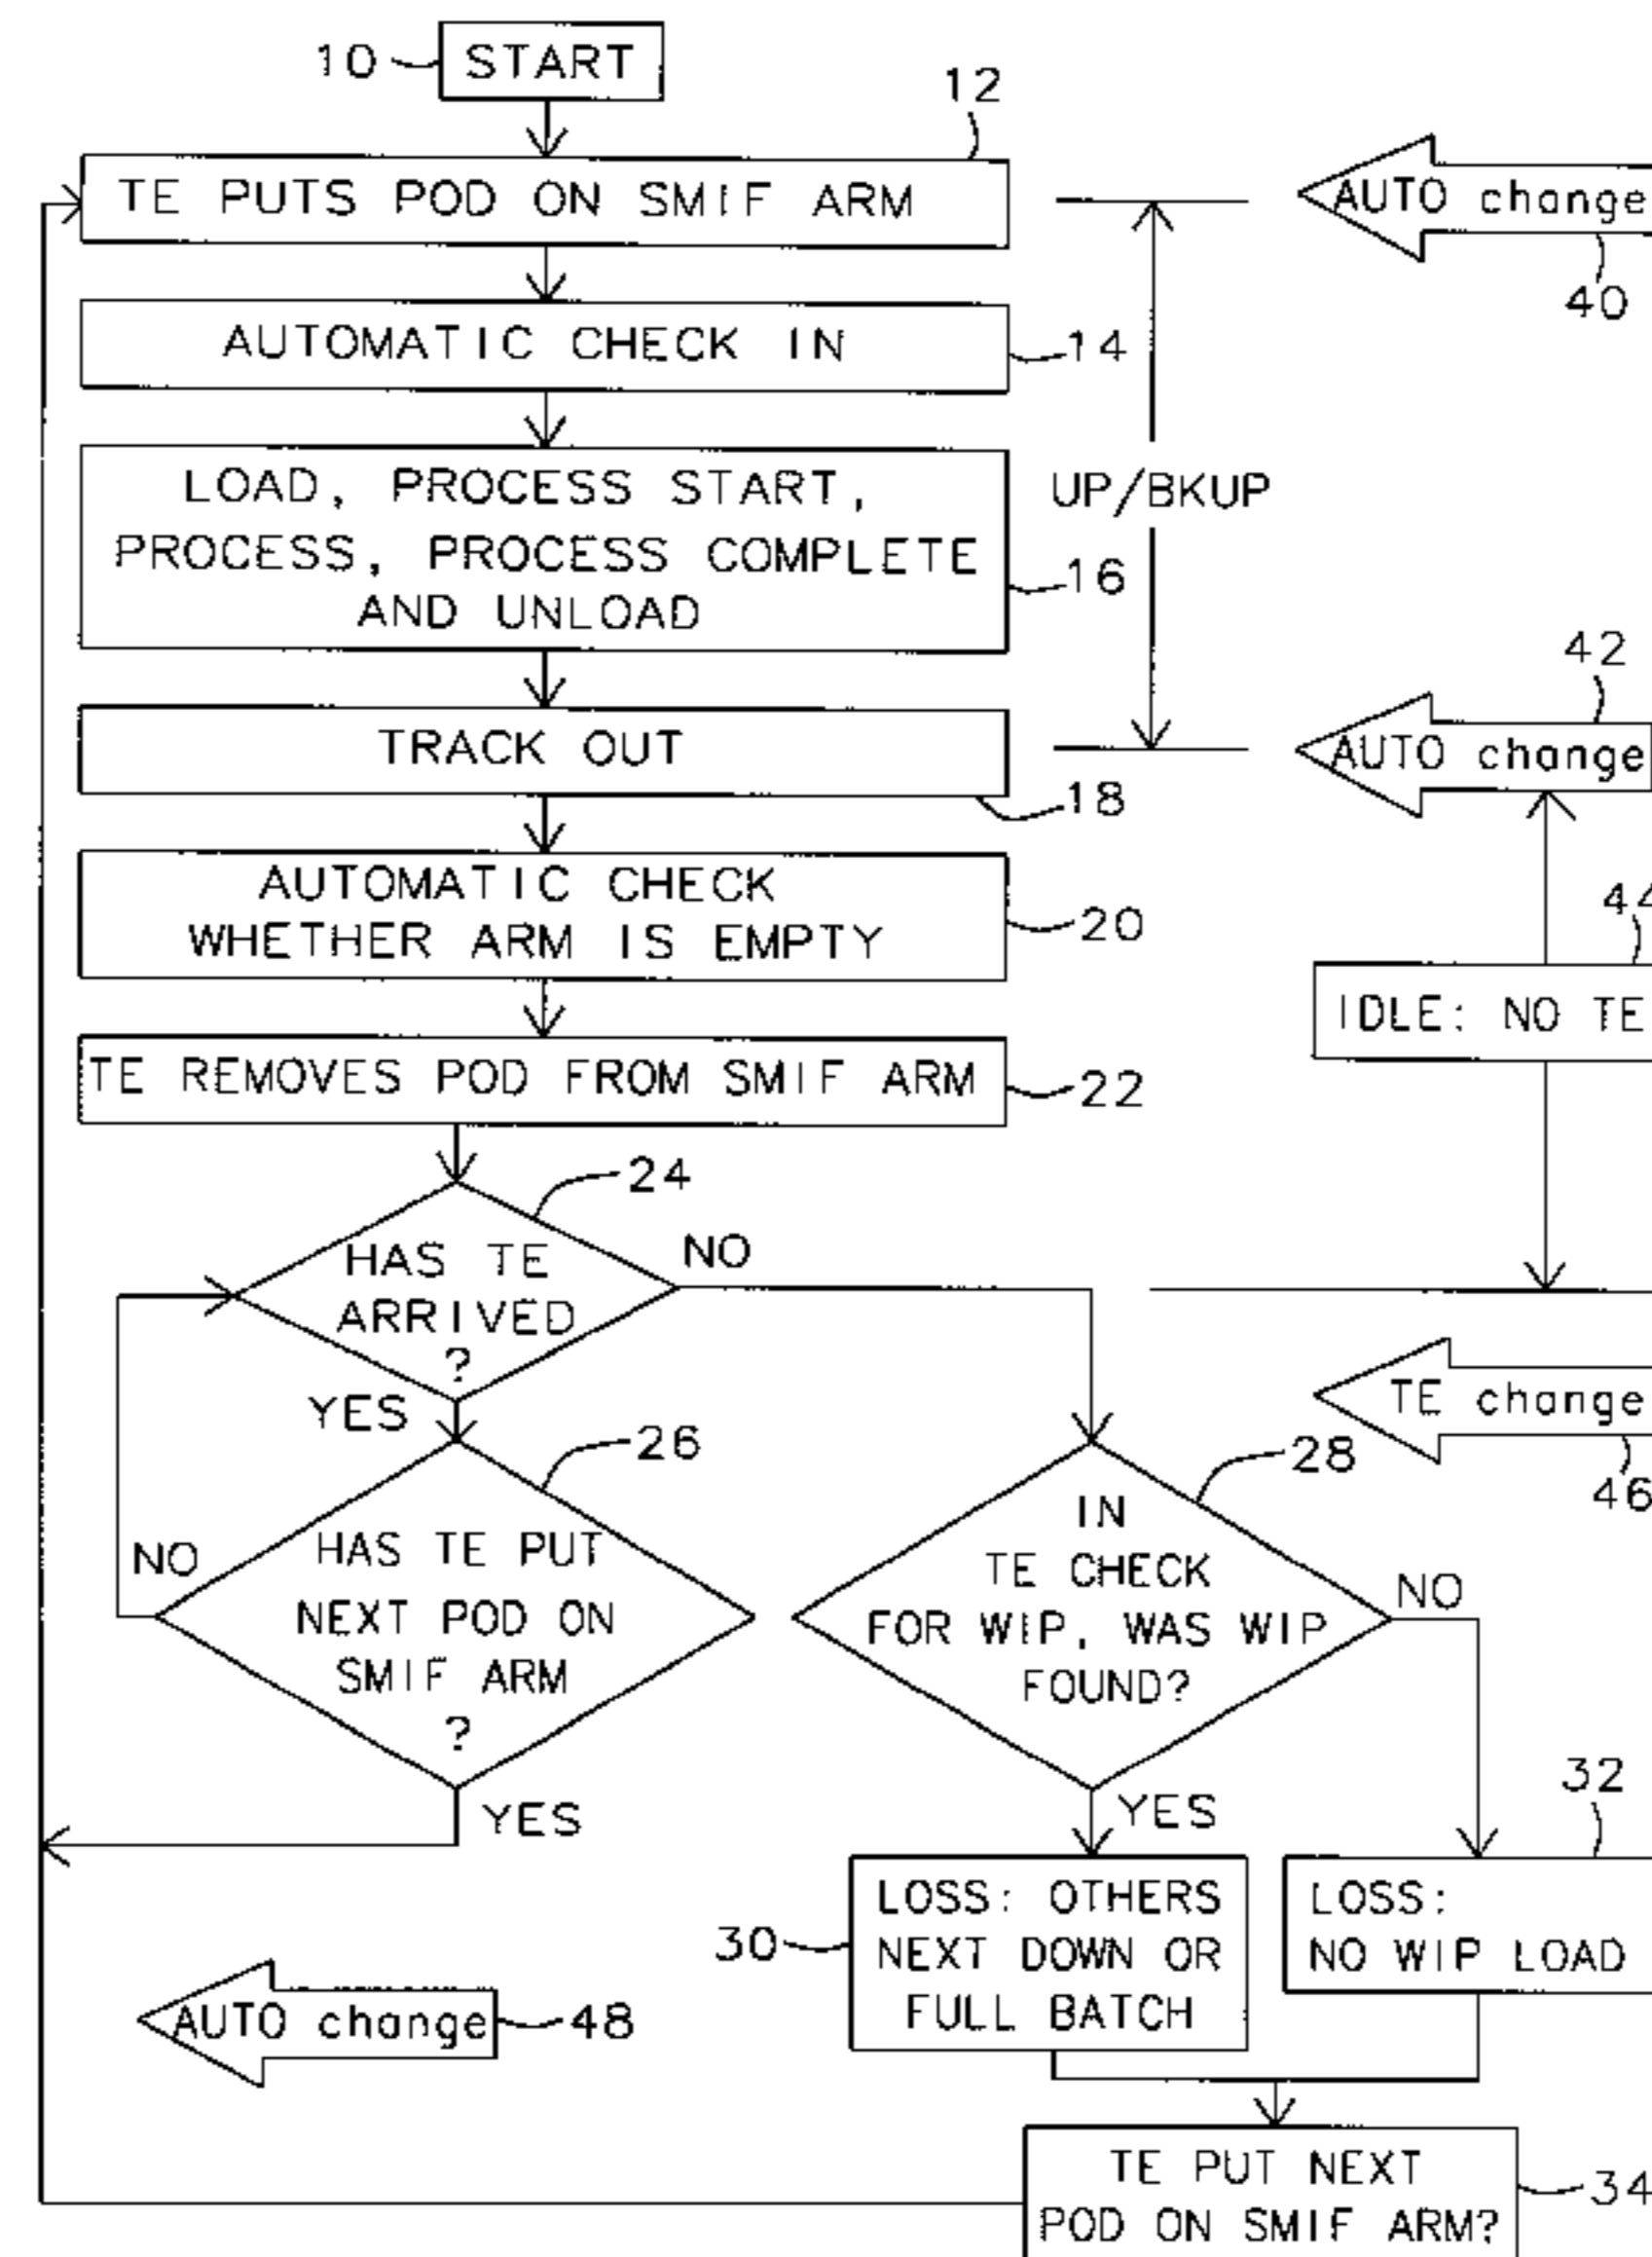 10
START
12
TE PUTS POD ON SMIF ARM
AUTO change
40
AUTOMATIC CHECK IN
14
LOAD, PROCESS START,
PROCESS, PROCESS COMPLETE
AND UNLOAD
16
UP/BKUP
42
TRACK OUT
AUTO change
18
AUTOMATIC CHECK
WHETHER ARM IS EMPTY
20
44
IDLE: NO TE
TE REMOVES POD FROM SMIF ARM
22
24
HAS TE
ARRIVED
?
NO
YES
TE change
46
26
HAS TE PUT
NEXT POD ON
SMIF ARM
?
NO
YES
28
IN
TE CHECK
FOR WIP, WAS WIP
FOUND?
NO
YES
32
30
LOSS: OTHERS
NEXT DOWN OR
FULL BATCH
LOSS:
NO WIP LOAD
AUTO change
48
TE PUT NEXT
POD ON SMIF ARM?
34